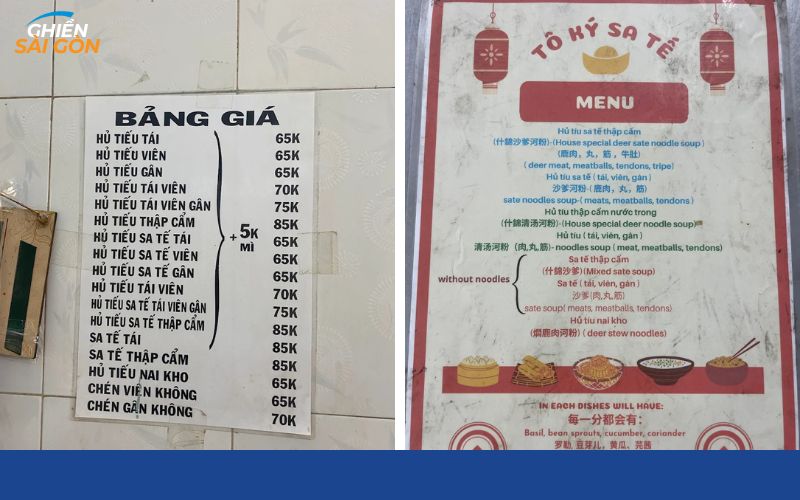 GHIỀN
SÀI GÒN
BẢNG GIÁ
HỦ TIẾU TÁI 65K
HỦ TIẾU VIÊN 65K
HỦ TIẾU GÂN 65K
HỦ TIẾU TÁI VIÊN 70K
HỦ TIẾU TÁI VIÊN GÂN 75K
HỦ TIẾU THẬP CẨM 85K
HỦ TIẾU SA TẾ TÁI 65K
HỦ TIẾU SA TẾ VIÊN 65K
HỦ TIẾU SA TẾ GÂN 65K
HỦ TIẾU TÁI VIÊN 70K
HỦ TIẾU SA TẾ TÁI VIÊN GÂN 75K
HỦ TIẾU SA TẾ THẬP CẨM 85K
SA TẾ TÁI 85K
SA TẾ THẬP CẨM 85K
HỦ TIẾU NAI KHO 65K
CHÉN VIÊN KHÔNG 65K
CHÉN GÂN KHÔNG 70K
+ 5K
MÌ
TÔ KÝ SA TẾ
MENU
Hủ tíu sa tế thập cẩm
(什錦沙爹河粉)-(House special deer sate noodle soup )
(鹿肉，丸，筋 ，牛肚)
( deer meat, meatballs, tendons, tripe)
Hủ tíu sa tế ( tái, viên, gân )
沙爹河粉-( 鹿肉，丸，筋)
sate noodles soup-( meats, meatballs, tendons )
Hủ tíu thập cẩm nước trong
(什錦清汤河粉)-(House special deer noodle soup)
Hủ tíu ( tái, viên, gân )
清汤河粉（肉,丸,筋)- noodles soup ( meat, meatballs, tendons)
Sa tế thập cẩm
(什錦沙爹)(Mixed sate soup)
without noodles
Sa tế ( tái, viên, gân)
沙爹(肉,丸,筋)
sate soup( meats, meatballs, tendons)
Hủ tíu nai kho
(焖鹿肉河粉) ( deer stew noodles)
IN EACH DISHES WILL HAVE:
每一分都会有:
Basil, bean sprouts, cucumber, coriander
罗勒, 豆芽儿，黄瓜、芫茜